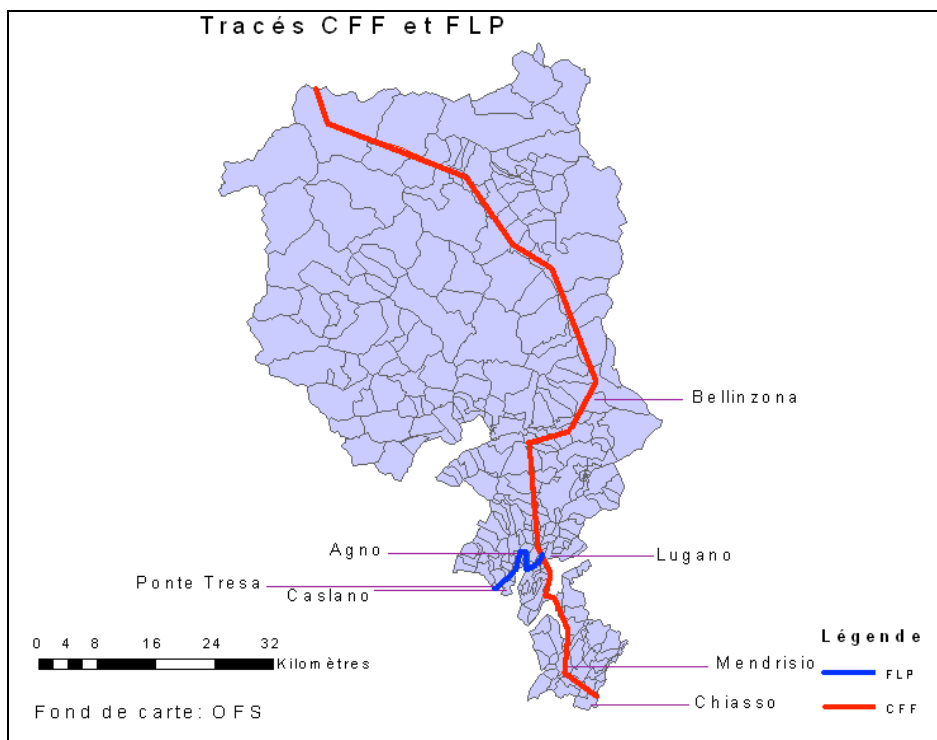 Tracés CFF et FLP
Bellinzona
Agno
Lugano
Ponte Tresa
Caslano
0 4 8 16 24 32
Kilomètres
Légende
Mendrisio
FLP
Chiasso
CFF
Fond de carte: OFS